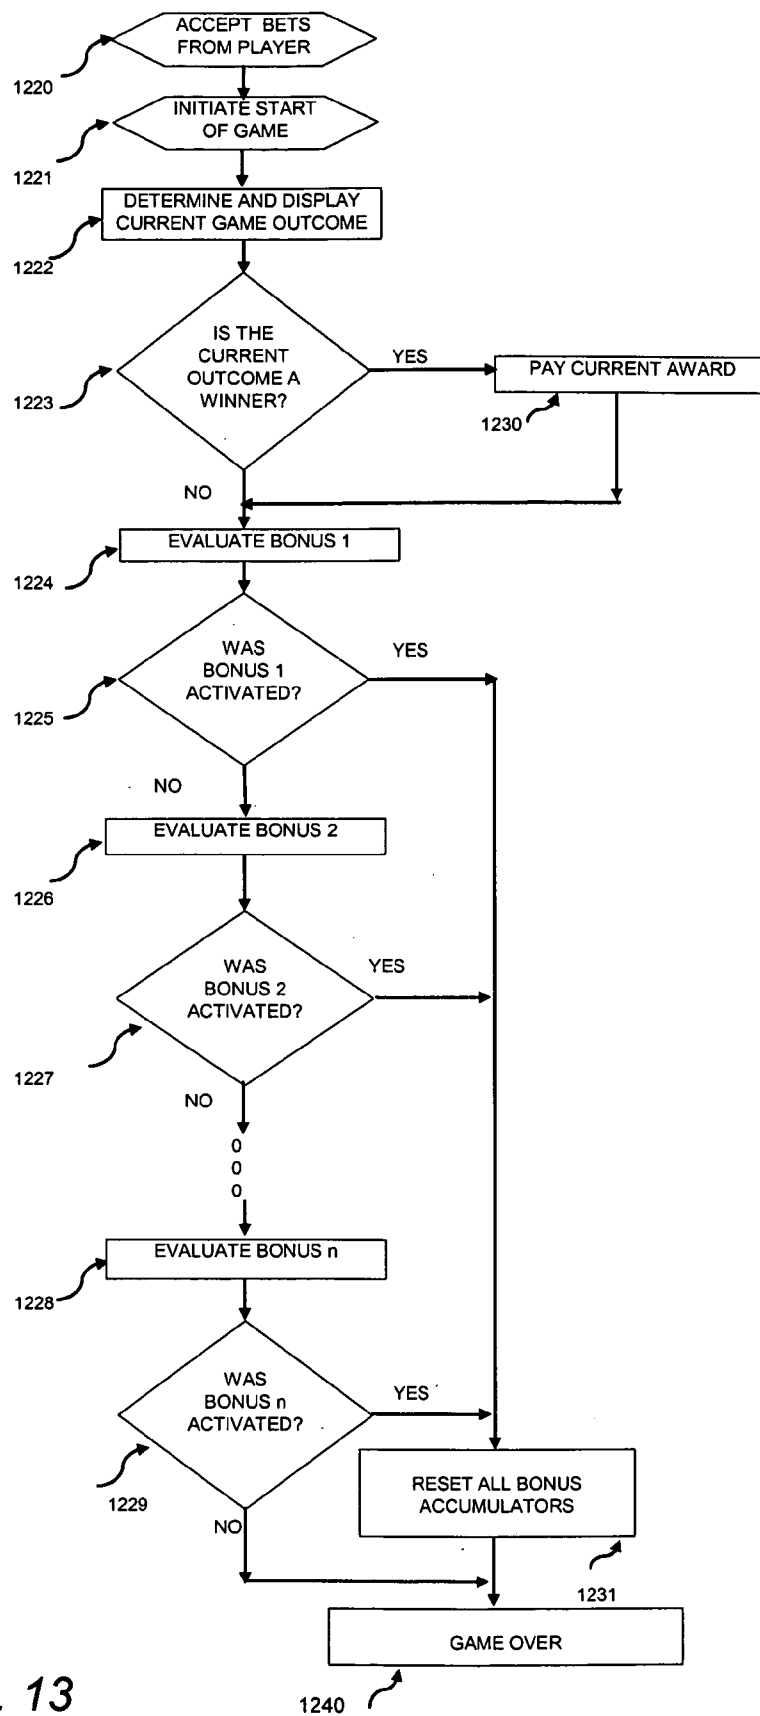 ACCEPT BETS
FROM PLAYER
1220
INITIATE START
OF GAME
1221
DETERMINE AND DISPLAY
CURRENT GAME OUTCOME
1222
IS THE
CURRENT
OUTCOME A
WINNER?
YES
PAY CURRENT AWARD
1223
1230
NO
EVALUATE BONUS 1
1224
WAS
BONUS 1
ACTIVATED?
YES
1225
NO
EVALUATE BONUS 2
1226
WAS
BONUS 2
ACTIVATED?
YES
1227
NO
0
0
0
EVALUATE BONUS n
1228
WAS
BONUS n
ACTIVATED?
YES
1229
RESET ALL BONUS
ACCUMULATORS
NO
1231
GAME OVER
1240
. 13